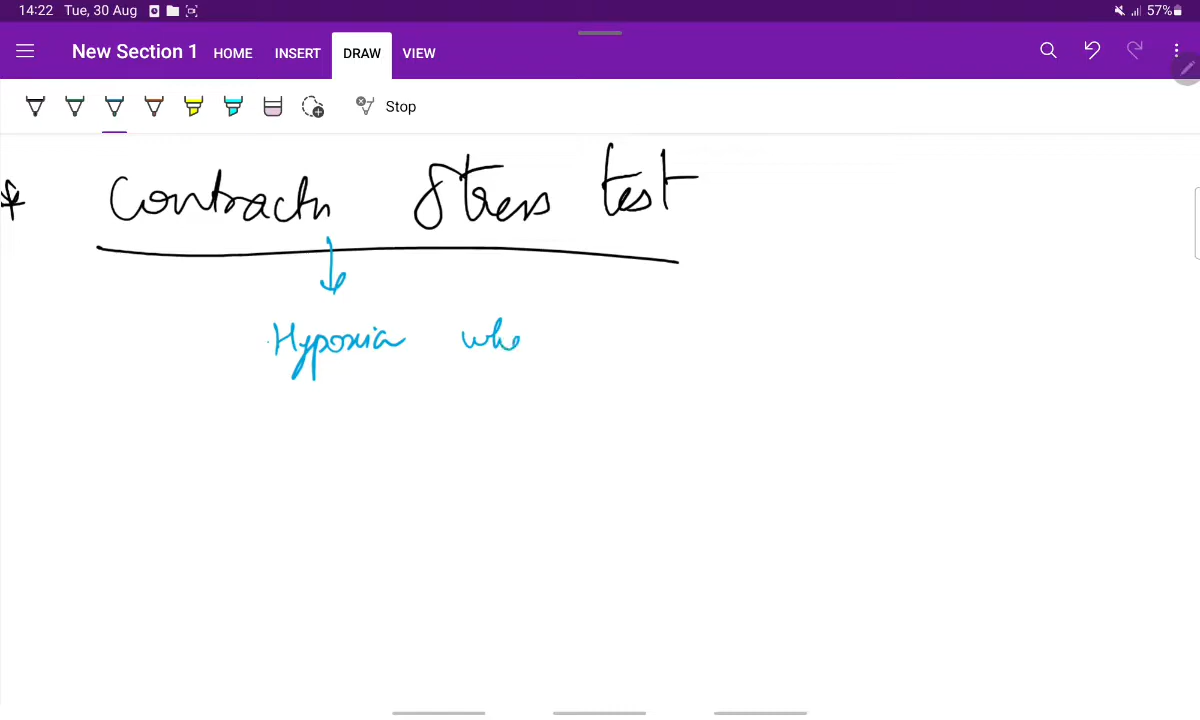 14:22 Tue, 30 Aug 57%
New Section 1 HOME INSERT DRAW VIEW
Stop
* Contractn Stress test
Hypoxia whe